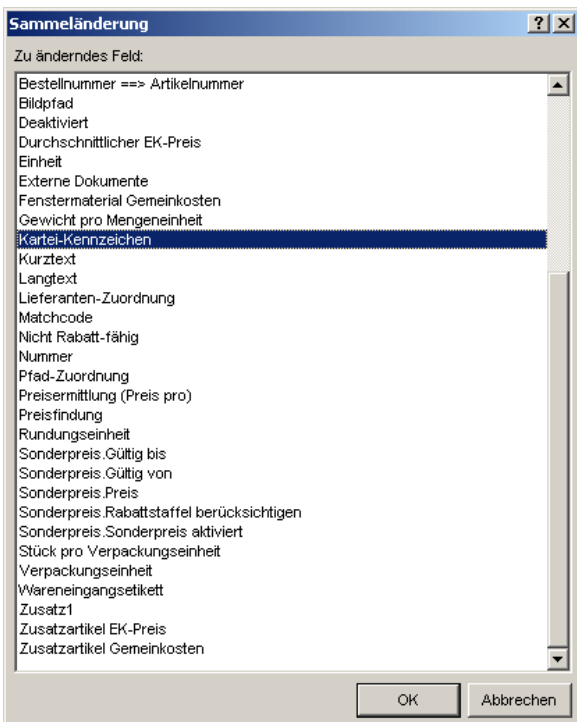 Sammeländerung
Zu änderndes Feld:
Bestellnummer ==> Artikelnummer
Bildpfad
Deaktiviert
Durchschnittlicher EK-Preis
Einheit
Externe Dokumente
Fenstermaterial Gemeinkosten
Gewicht pro Mengeneinheit
Kartei-Kennzeichen
Kurztext
Langtext
Lieferanten-Zuordnung
Matchcode
Nicht Rabatt-fähig
Nummer
Pfad-Zuordnung
Preisermittlung (Preis pro)
Preisfindung
Rundungseinheit
Sonderpreis.Gültig bis
Sonderpreis.Gültig von
Sonderpreis.Preis
Sonderpreis.Rabattstaffel berücksichtigen
Sonderpreis.Sonderpreis aktiviert
Stück pro Verpackungseinheit
Verpackungseinheit
Wareneingangsetikett
Zusatz1
Zusatzartikel EK-Preis
Zusatzartikel Gemeinkosten
OK Abbrechen